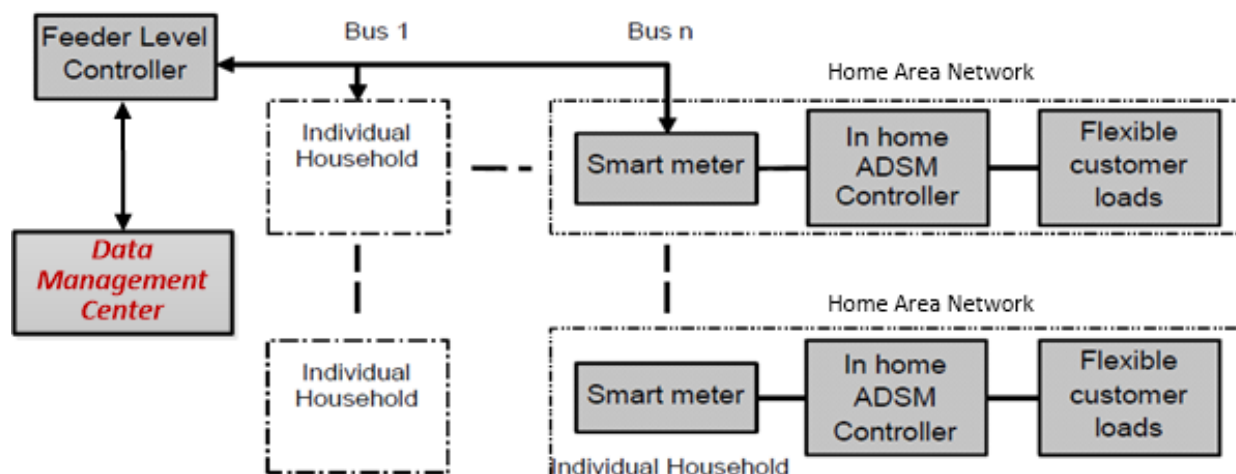 Feeder Level
Controller
Bus 1
Bus n
Home Area Network
Individual
Household
Smart meter
In home
ADSM
Controller
Flexible
customer
loads
Data
Management
Center
Home Area Network
Individual
Household
Smart meter
In home
ADSM
Controller
Flexible
customer
loads
Individual Household